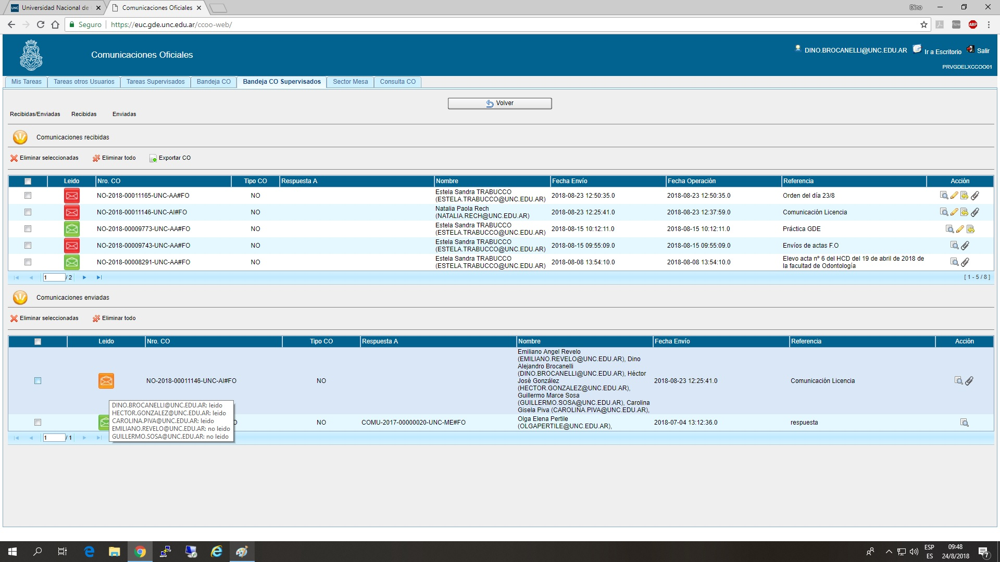 UNC Universidad Nacional de
Comunicaciones Oficiales
Dino
Seguro https://euc.gde.unc.edu.ar/ccoo-web/
ABP
Comunicaciones Oficiales
DINO.BROCANELLI@UNC.EDU.AR Ir a Escritorio Salir
PRVGDELXCCOO01
Mis Tareas Tareas otros Usuarios Tareas Supervisados Bandeja CO Bandeja CO Supervisados Sector Mesa Consulta CO
Volver
Recibidas/Enviadas Recibidas Enviadas
Comunicaciones recibidas
Eliminar seleccionadas Eliminar todo Exportar CO
Leido Nro. CO Tipo CO Respuesta A Nombre Fecha Envío Fecha Operación Referencia Acción
NO-2018-00011165-UNC-AA#FO NO Estela Sandra TRABUCCO (ESTELA.TRABUCCO@UNC.EDU.AR) 2018-08-23 12:50:35.0 2018-08-23 12:50:35.0 Orden del día 23/8
NO-2018-00011146-UNC-AI#FO NO Natalia Paola Rech (NATALIA.RECH@UNC.EDU.AR) 2018-08-23 12:25:41.0 2018-08-23 12:37:59.0 Comunicación Licencia
NO-2018-00009773-UNC-AA#FO NO Estela Sandra TRABUCCO (ESTELA.TRABUCCO@UNC.EDU.AR) 2018-08-15 10:12:11.0 2018-08-15 10:12:11.0 Práctica GDE
NO-2018-00009743-UNC-AA#FO NO Estela Sandra TRABUCCO (ESTELA.TRABUCCO@UNC.EDU.AR) 2018-08-15 09:55:09.0 2018-08-15 09:55:09.0 Envíos de actas F.O
NO-2018-00008291-UNC-AA#FO NO Estela Sandra TRABUCCO (ESTELA.TRABUCCO@UNC.EDU.AR) 2018-08-08 13:54:10.0 2018-08-08 13:54:10.0 Elevo acta nº 6 del HCD del 19 de abril de 2018 de la facultad de Odontología
1 / 2 [ 1 - 5 / 8 ]
Comunicaciones enviadas
Eliminar seleccionadas Eliminar todo
Leido Nro. CO Tipo CO Respuesta A Nombre Fecha Envío Referencia Acción
NO-2018-00011146-UNC-AI#FO NO
Emiliano Angel Revelo
(EMILIANO.REVELO@UNC.EDU.AR), Dino
Alejandro Brocanelli
(DINO.BROCANELLI@UNC.EDU.AR), Héctor
José González
(HECTOR.GONZALEZ@UNC.EDU.AR),
Guillermo Marce Sosa
(GUILLERMO.SOSA@UNC.EDU.AR), Carolina
Gisela Piva (CAROLINA.PIVA@UNC.EDU.AR),
2018-08-23 12:25:41.0 Comunicación Licencia
DINO.BROCANELLI@UNC.EDU.AR: leido
HECTOR.GONZALEZ@UNC.EDU.AR: leido
CAROLINA.PIVA@UNC.EDU.AR: leido
EMILIANO.REVELO@UNC.EDU.AR: no leido
GUILLERMO.SOSA@UNC.EDU.AR: no leido
O NO COMU-2017-00000020-UNC-ME#FO Olga Elena Pertile (OLGAPERTILE@UNC.EDU.AR), 2018-07-04 13:12:36.0 respuesta
1 / 1
ESP
ES
09:48
24/8/2018
7